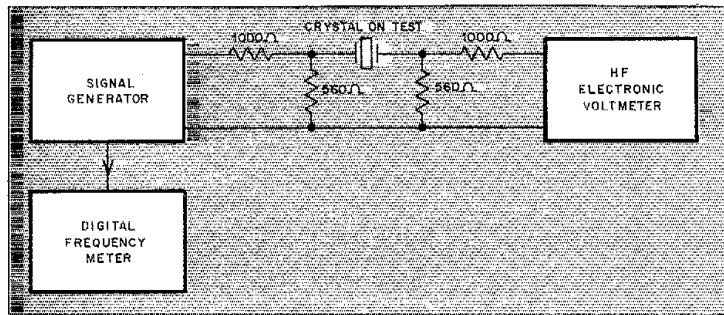 CRYSTAL ON TEST
1000Ω
1000Ω
SIGNAL
GENERATOR
560Ω
560Ω
HF
ELECTRONIC
VOLTMETER
DIGITAL
FREQUENCY
METER